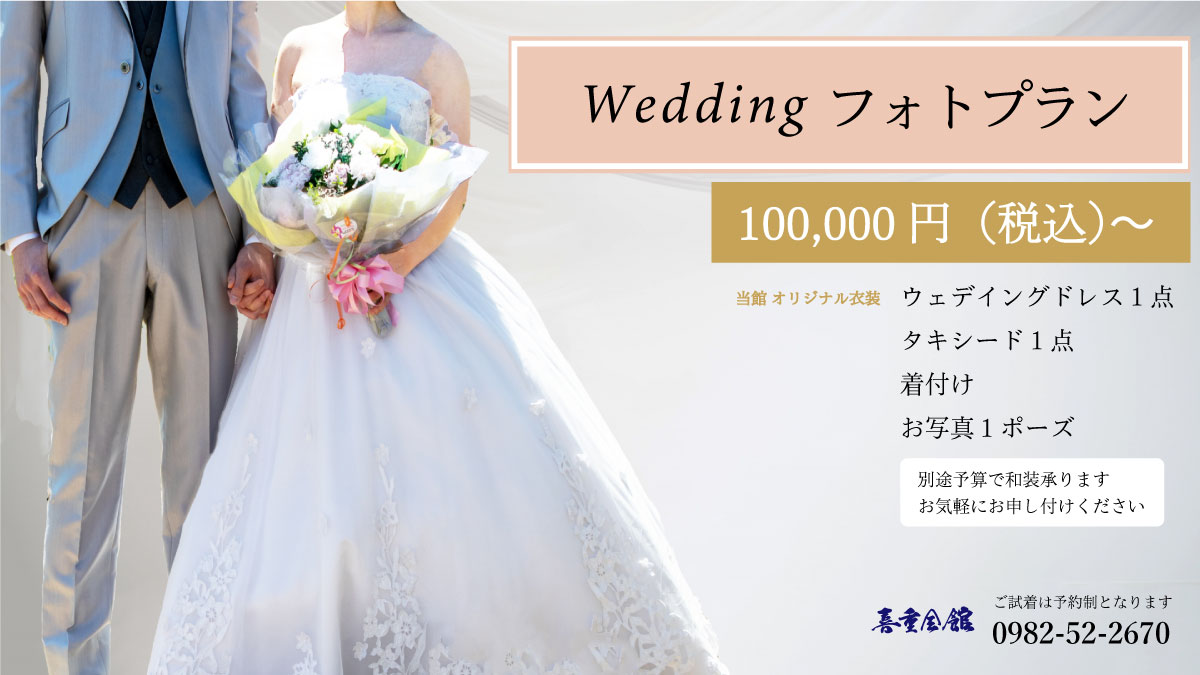 Wedding フォトプラン
100,000 円（税込）〜
当館 オリジナル衣装 ウェデイングドレス１点
タキシード１点
着付け
お写真１ポーズ
別途予算で和装承ります
お気軽にお申し付けください
ご試着は予約制となります
喜重会館 0982-52-2670